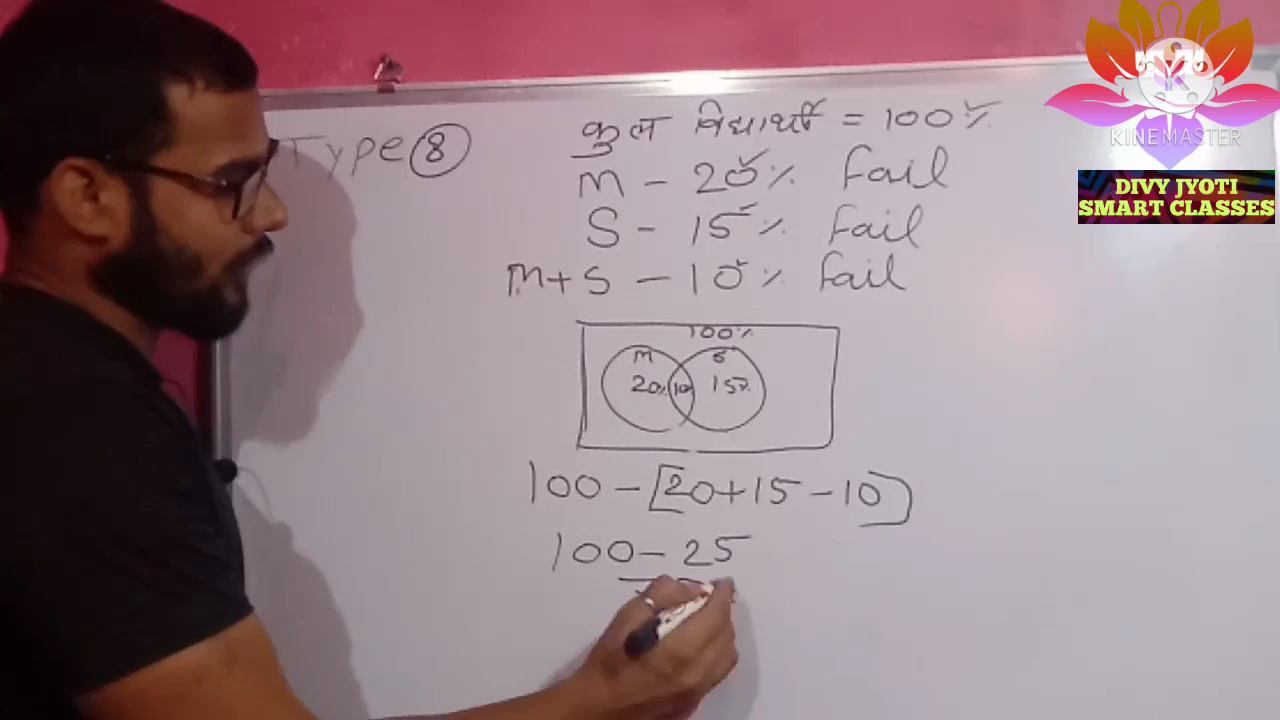 Type 8
कुल विद्यार्थी = 100%
M - 20% Fail
S - 15% Fail
M+S - 10% Fail
100%
M S
20% 10 15%
100 - [20+15-10]
100 - 25
KINEMASTER
DIVY JYOTI
SMART CLASSES